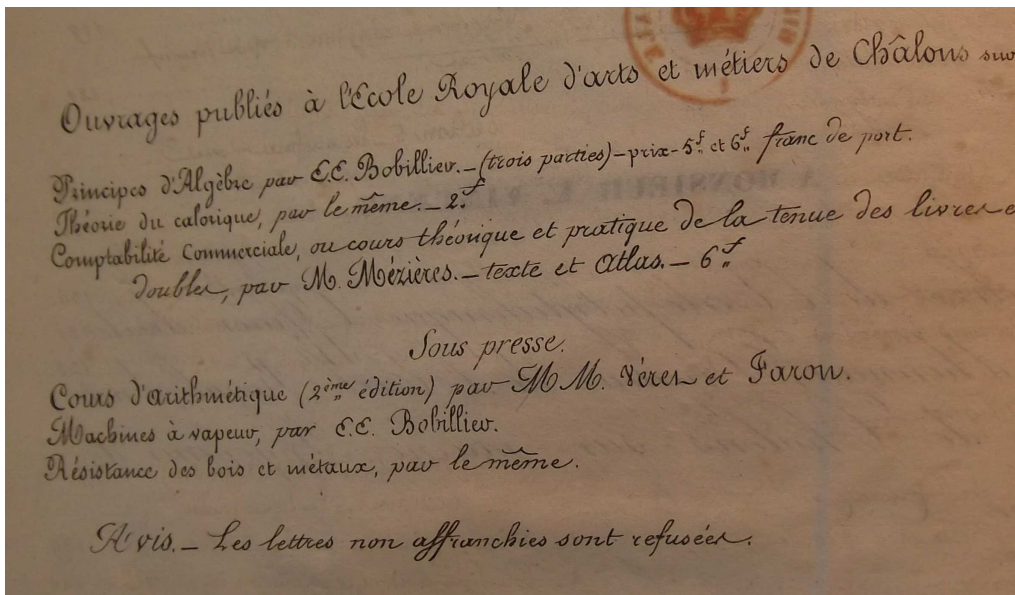 Ouvrages publiés à l'Ecole Royale d'arts et métiers de Châlons sur
Principes d'Algèbre par E.E. Bobillier. - (trois parties) - prix - 5f et 6f franc de port.
Théorie du calorique, par le même. - 2f
Comptabilité Commerciale, ou cours théorique et pratique de la tenue des livres e
doubles, par M. Mézières. - texte et atlas. - 6f
Sous presse.
Cours d'arithmétique (2ème édition) par M M. Véres et Faron.
Machines à vapeur, par E.E. Bobillier.
Résistance des bois et métaux, par le même.
Avis. - Les lettres non affranchies sont refusées.